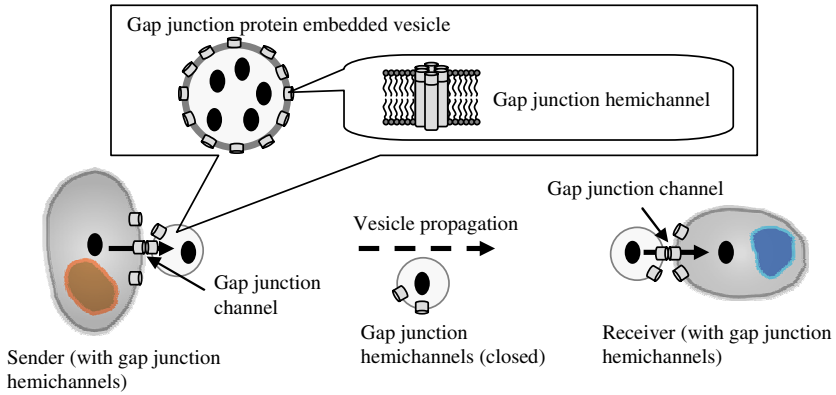 Gap junction protein embedded vesicle
Gap junction hemichannel
Gap junction channel
Vesicle propagation
Gap junction
channel
Gap junction
hemichannels (closed)
Sender (with gap junction
hemichannels)
Receiver (with gap junction
hemichannels)